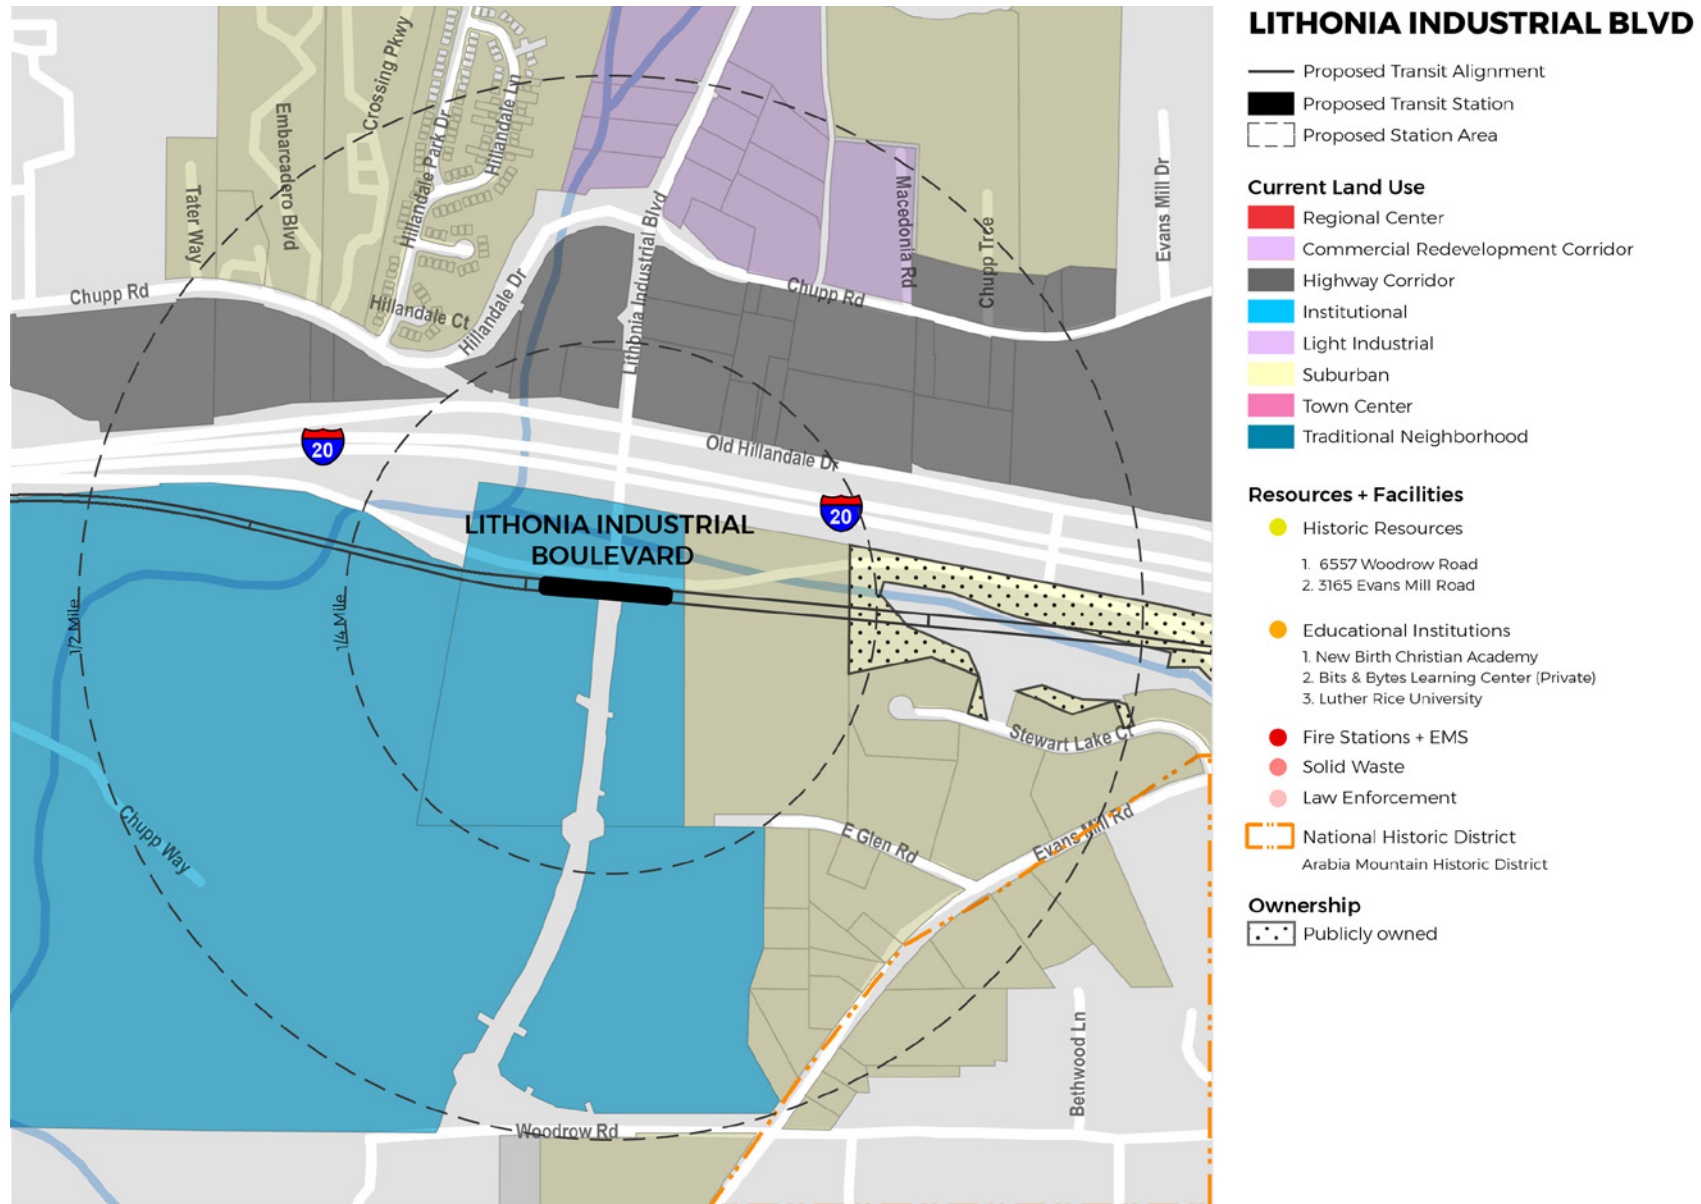 LITHONIA INDUSTRIAL BLVD
Proposed Transit Alignment
Proposed Transit Station
Proposed Station Area
Current Land Use
Regional Center
Commercial Redevelopment Corridor
Highway Corridor
Institutional
Light Industrial
Suburban
Town Center
Traditional Neighborhood
Resources + Facilities
Historic Resources
1. 6557 Woodrow Road
2. 3165 Evans Mill Road
Educational Institutions
1. New Birth Christian Academy
2. Bits & Bytes Learning Center (Private)
3. Luther Rice University
Fire Stations + EMS
Solid Waste
Law Enforcement
National Historic District
Arabia Mountain Historic District
Ownership
Publicly owned
Crossing Pkwy
Embarcadero Blvd
Tater Way
Hillandale Park Dr
Hillandale Ln
Hillandale Ct
Hillandale Dr
Chupp Rd
Lithonia Industrial Blvd
Macedonia Rd
Chupp Tree
Evans Mill Dr
Chupp Rd
Old Hillandale Dr
20
20
LITHONIA INDUSTRIAL
BOULEVARD
1/2 Mile
1/4 Mile
Stewart Lake Ct
Chupp Way
E Glen Rd
Evans Mill Rd
Bethwood Ln
Woodrow Rd